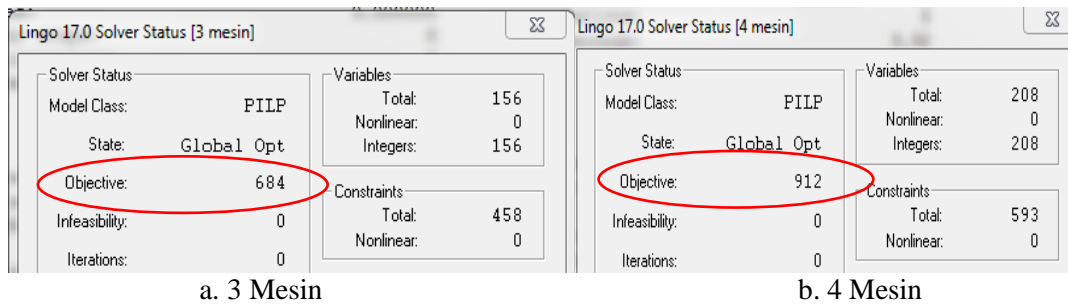 Lingo 17.0 Solver Status [3 mesin]
Solver Status
Model Class: PILP
State: Global Opt
Objective: 684
Infeasibility: 0
Iterations: 0
Variables
Total: 156
Nonlinear: 0
Integers: 156
Constraints
Total: 458
Nonlinear: 0
a. 3 Mesin
Lingo 17.0 Solver Status [4 mesin]
Solver Status
Model Class: PILP
State: Global Opt
Objective: 912
Infeasibility: 0
Iterations: 0
Variables
Total: 208
Nonlinear: 0
Integers: 208
Constraints
Total: 593
Nonlinear: 0
b. 4 Mesin